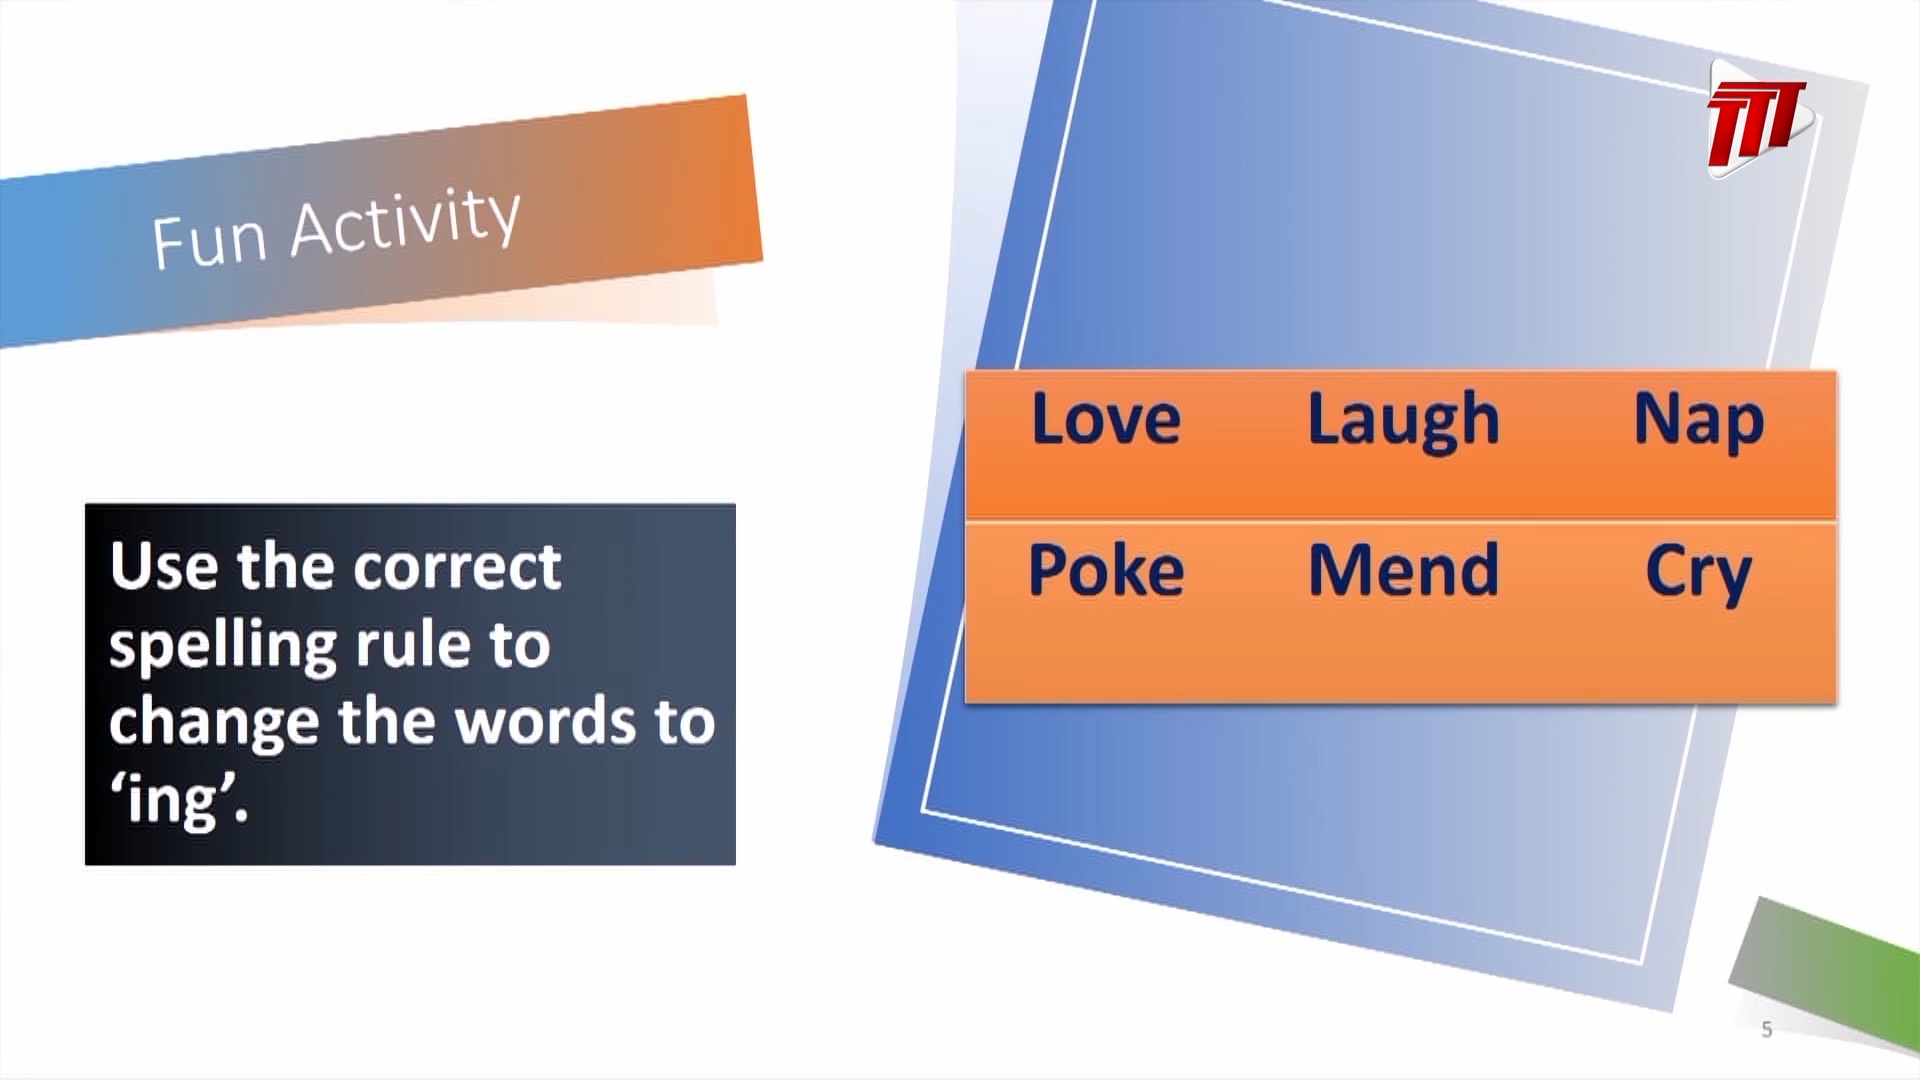 TTT
Fun Activity
Love Laugh Nap
Poke Mend Cry
Use the correct
spelling rule to
change the words to
‘ing’.
5